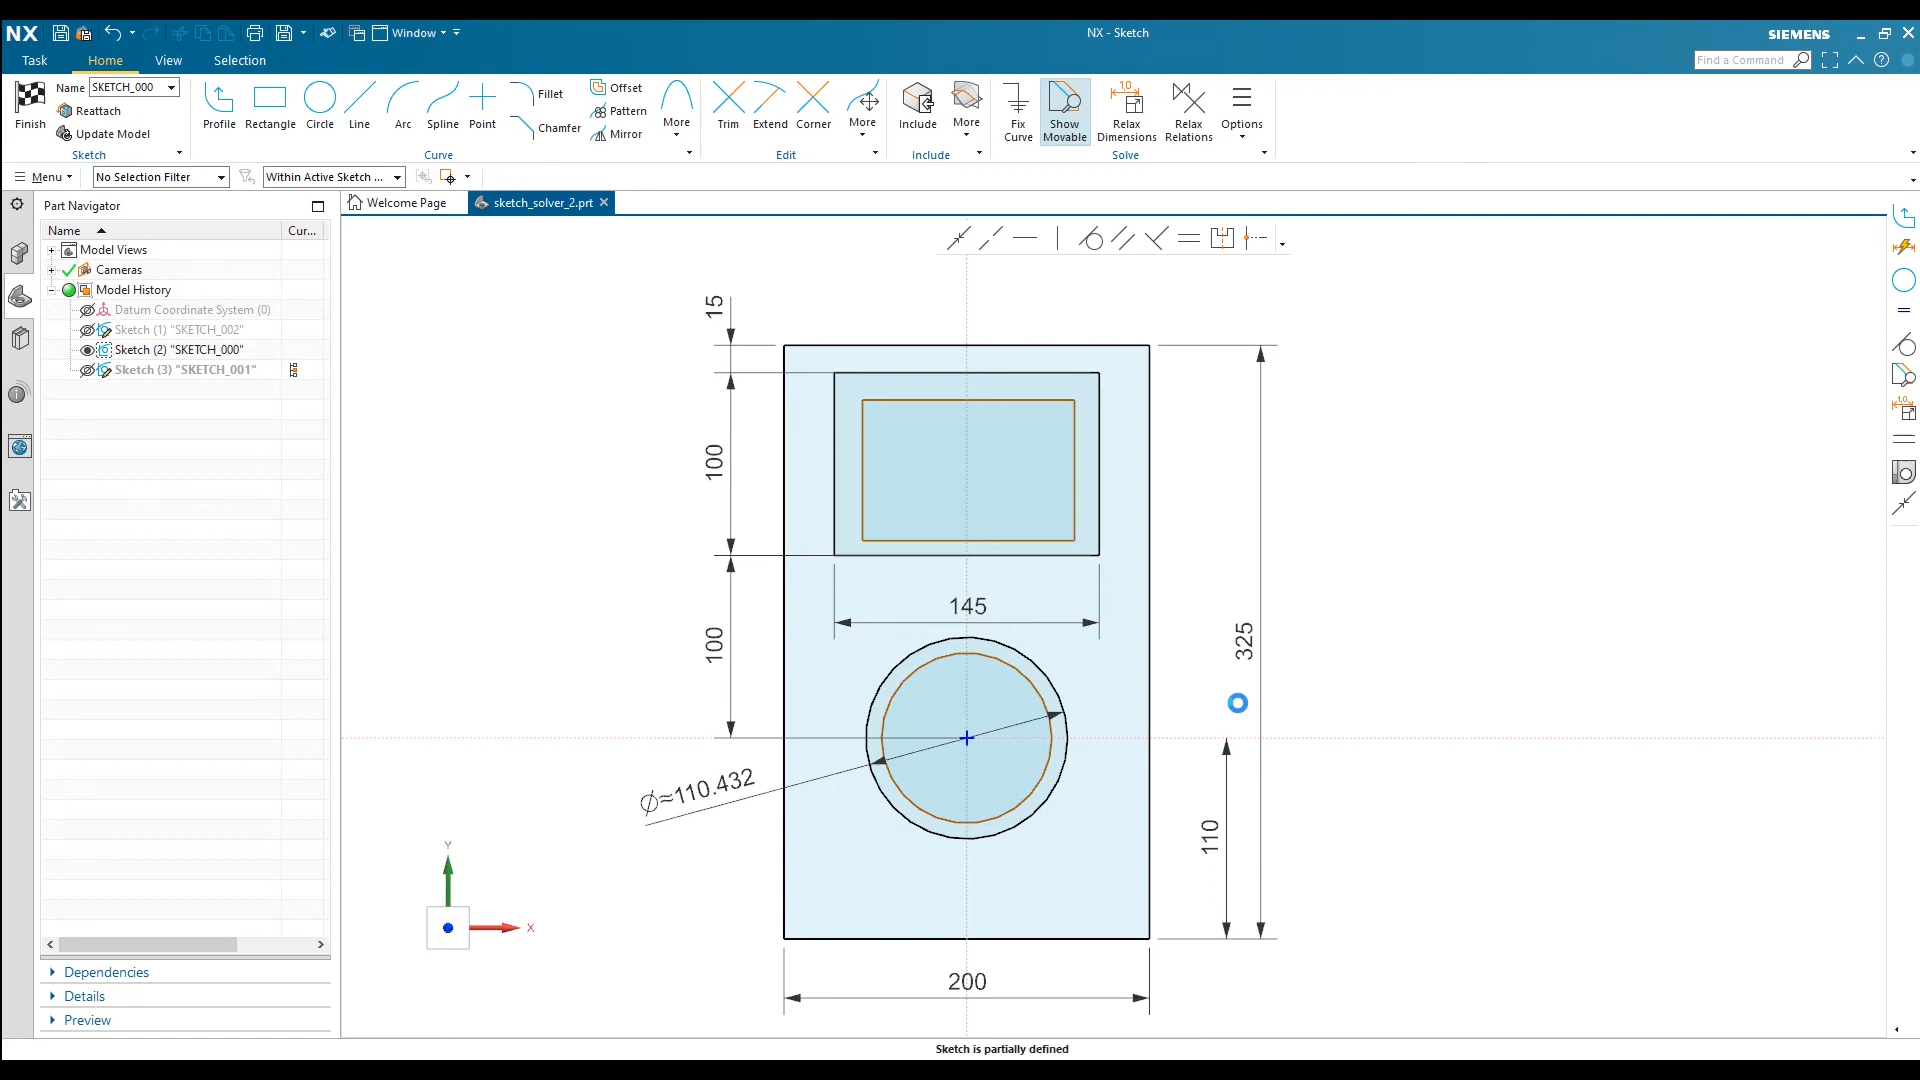 NX
Window
NX - Sketch
SIEMENS
Task
Home
View
Selection
Find a Command
Name
SKETCH_000
Reattach
Update Model
Finish
Sketch
Profile
Rectangle
Circle
Line
Arc
Spline
Point
Fillet
Chamfer
Offset
Pattern
Mirror
More
Curve
Trim
Extend
Corner
More
Edit
Include
More
Include
Fix
Curve
Show
Movable
Relax
Dimensions
Relax
Relations
Options
Solve
Menu
No Selection Filter
Within Active Sketch ...
Part Navigator
Welcome Page
sketch_solver_2.prt
Name
Cur...
Model Views
Cameras
Model History
Datum Coordinate System (0)
Sketch (1) "SKETCH_002"
Sketch (2) "SKETCH_000"
Sketch (3) "SKETCH_001"
Dependencies
Details
Preview
15
100
145
100
325
Ø≈110.432
110
200
Y
X
1,0
1,0
Sketch is partially defined